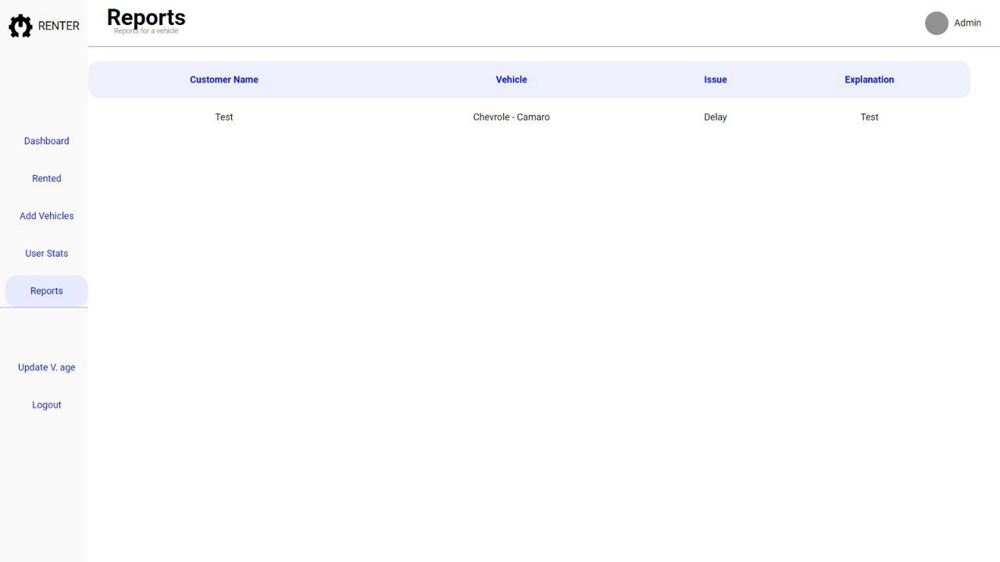 RENTER
Reports
Reports for a vehicle
Admin
Customer Name Vehicle Issue Explanation
Test Chevrole - Camaro Delay Test
Dashboard
Rented
Add Vehicles
User Stats
Reports
Update V. age
Logout